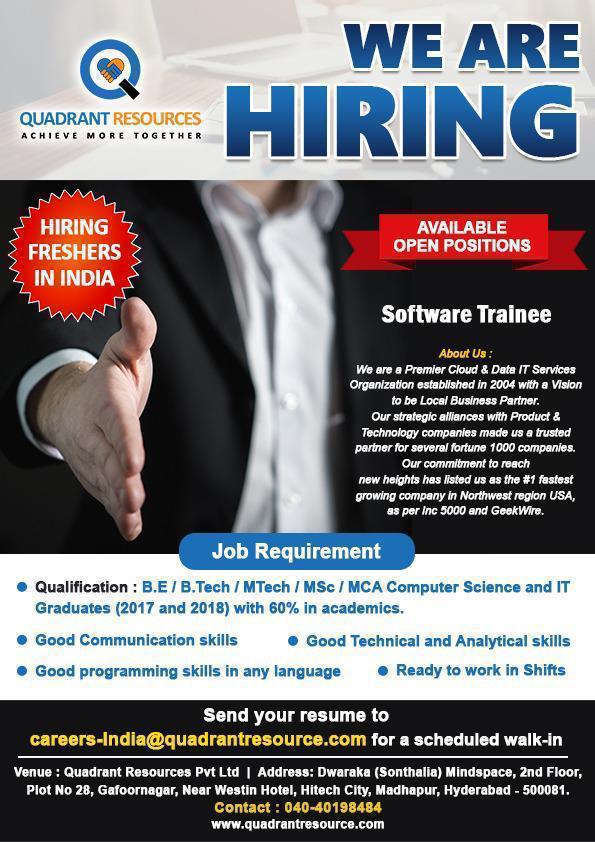 WE ARE
HIRING
QUADRANT RESOURCES
ACHIEVE MORE TOGETHER
HIRING
FRESHERS
IN INDIA
AVAILABLE
OPEN POSITIONS
Software Trainee
About Us :
We are a Premier Cloud & Data IT Services
Organization established in 2004 with a Vision
to be Local Business Partner.
Our strategic alliances with Product &
Technology companies made us a trusted
partner for several fortune 1000 companies.
Our commitment to reach
new heights has listed us as the #1 fastest
growing company in Northwest region USA,
as per Inc 5000 and GeekWire.
Job Requirement
Qualification : B.E / B.Tech / MTech / MSc / MCA Computer Science and IT
Graduates (2017 and 2018) with 60% in academics.
Good Communication skills
Good Technical and Analytical skills
Good programming skills in any language
Ready to work in Shifts
Send your resume to
careers-India@quadrantresource.com for a scheduled walk-in
Venue : Quadrant Resources Pvt Ltd | Address: Dwaraka (Sonthalia) Mindspace, 2nd Floor,
Plot No 28, Gafoornagar, Near Westin Hotel, Hitech City, Madhapur, Hyderabad - 500081.
Contact : 040-40198484
www.quadrantresource.com